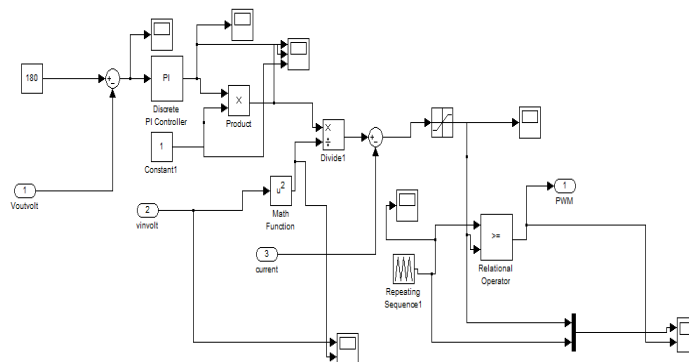 180
+
−
PI
Discrete
PI Controller
X
Product
1
Constant1
X
÷
Divide1
+
−
1
Voutvolt
2
vinvolt
u²
Math
Function
3
current
Repeating
Sequence1
>=
Relational
Operator
1
PWM